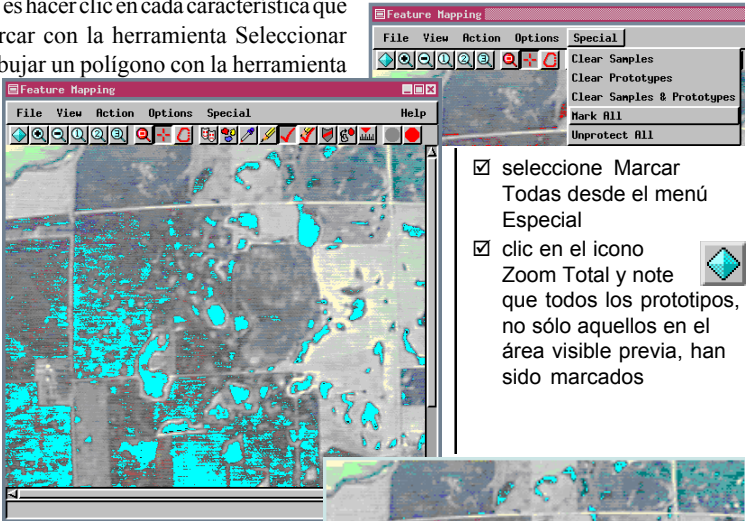 es hacer clic en cada característica que
rcar con la herramienta Seleccionar
bujar un polígono con la herramienta
Feature Mapping
File View Action Options Special
Clear Samples
Clear Prototypes
Clear Samples & Prototypes
Mark All
Unprotect All
Feature Mapping
File View Action Options Special Help
1 2 3
☑ seleccione Marcar
Todas desde el menú
Especial
☑ clic en el icono
Zoom Total y note
que todos los prototipos,
no sólo aquellos en el
área visible previa, han
sido marcados